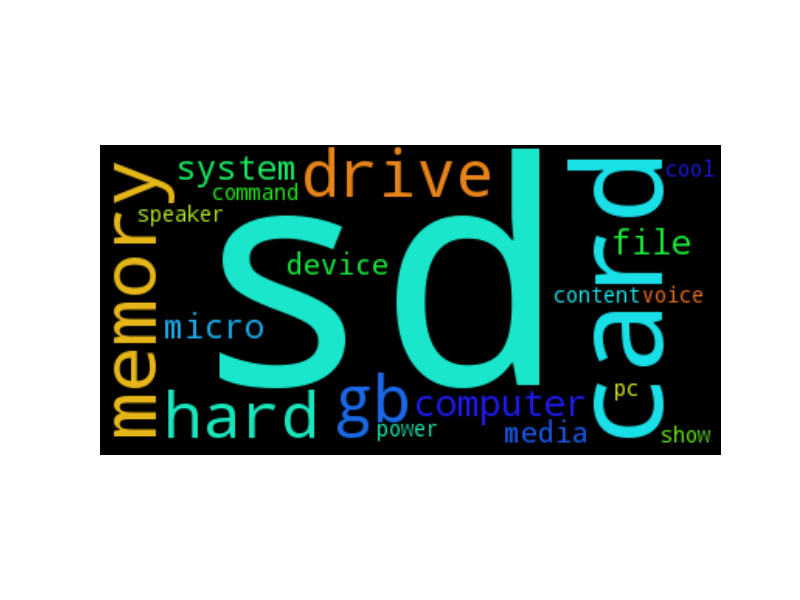 memory
system
drive
command
speaker
sd
card
cool
file
device
content
voice
micro
hard
gb
computer
pc
power
media
show